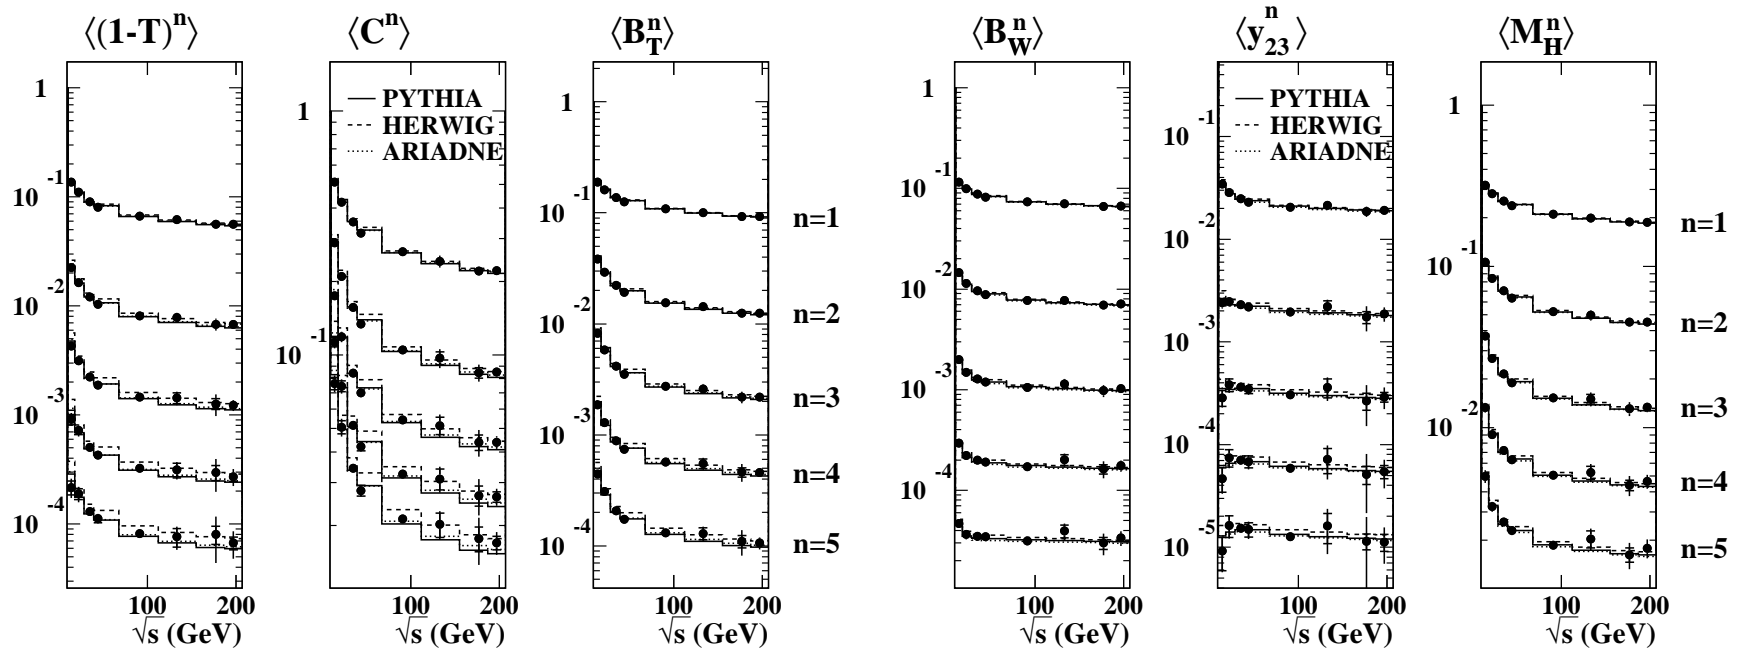 ⟨(1-T)ⁿ⟩ ⟨Cⁿ⟩ ⟨B_Tⁿ⟩ ⟨B_Wⁿ⟩ ⟨y₂₃ⁿ⟩ ⟨M_Hⁿ⟩
1
10⁻¹
10⁻²
10⁻³
10⁻⁴
100 200
√s (GeV)
1
10⁻¹
PYTHIA
HERWIG
ARIADNE
100 200
√s (GeV)
1
10⁻¹
10⁻²
10⁻³
10⁻⁴
100 200
√s (GeV)
n=1
n=2
n=3
n=4
n=5
1
10⁻¹
10⁻²
10⁻³
10⁻⁴
100 200
√s (GeV)
10⁻¹
10⁻²
10⁻³
10⁻⁴
10⁻⁵
PYTHIA
HERWIG
ARIADNE
100 200
√s (GeV)
1
10⁻¹
10⁻²
100 200
√s (GeV)
n=1
n=2
n=3
n=4
n=5